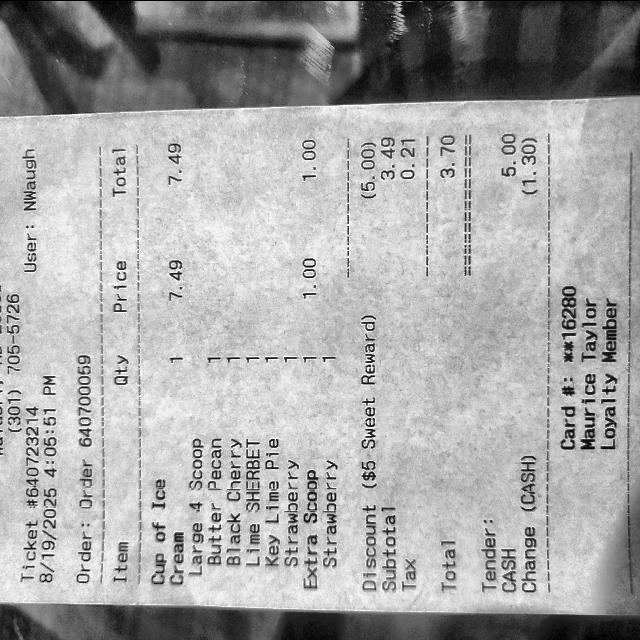 (301) 705-5726
Ticket #640723214
8/19/2025 4:05:51 PM User: NWaugh
Order: Order 640700059
Item Qty Price Total
Cup of Ice
Cream 1 7.49 7.49
Large 4 Scoop
Butter Pecan 1
Black Cherry 1
Lime SHERBET 1
Key Lime Pie 1
Strawberry 1
Extra Scoop 1 1.00 1.00
Strawberry 1
Discount ($5 Sweet Reward) (5.00)
Subtotal 3.49
Tax 0.21
Total 3.70
Tender:
CASH 5.00
Change (CASH) (1.30)
Card #: **16280
Maurice Taylor
Loyalty Member